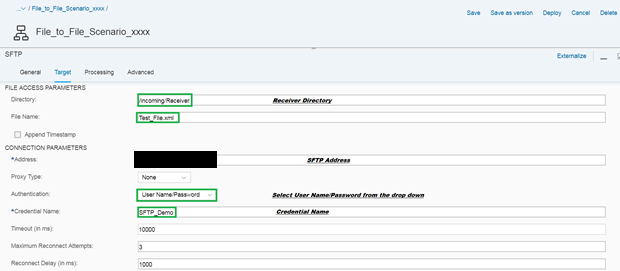 ... / File_to_File_Scenario_xxxx /
Save Save as version Deploy Cancel Delete
File_to_File_Scenario_xxxx
SFTP
Externalize
General Target Processing Advanced
FILE ACCESS PARAMETERS
Directory: /Incoming/Receiver Receiver Directory
File Name: Test_File.xml
Append Timestamp
CONNECTION PARAMETERS
*Address: SFTP Address
Proxy Type: None
Authentication: User Name/Password Select User Name/Password from the drop down
*Credential Name: SFTP_Demo Credential Name
Timeout (in ms): 10000
Maximum Reconnect Attempts: 3
Reconnect Delay (in ms): 1000